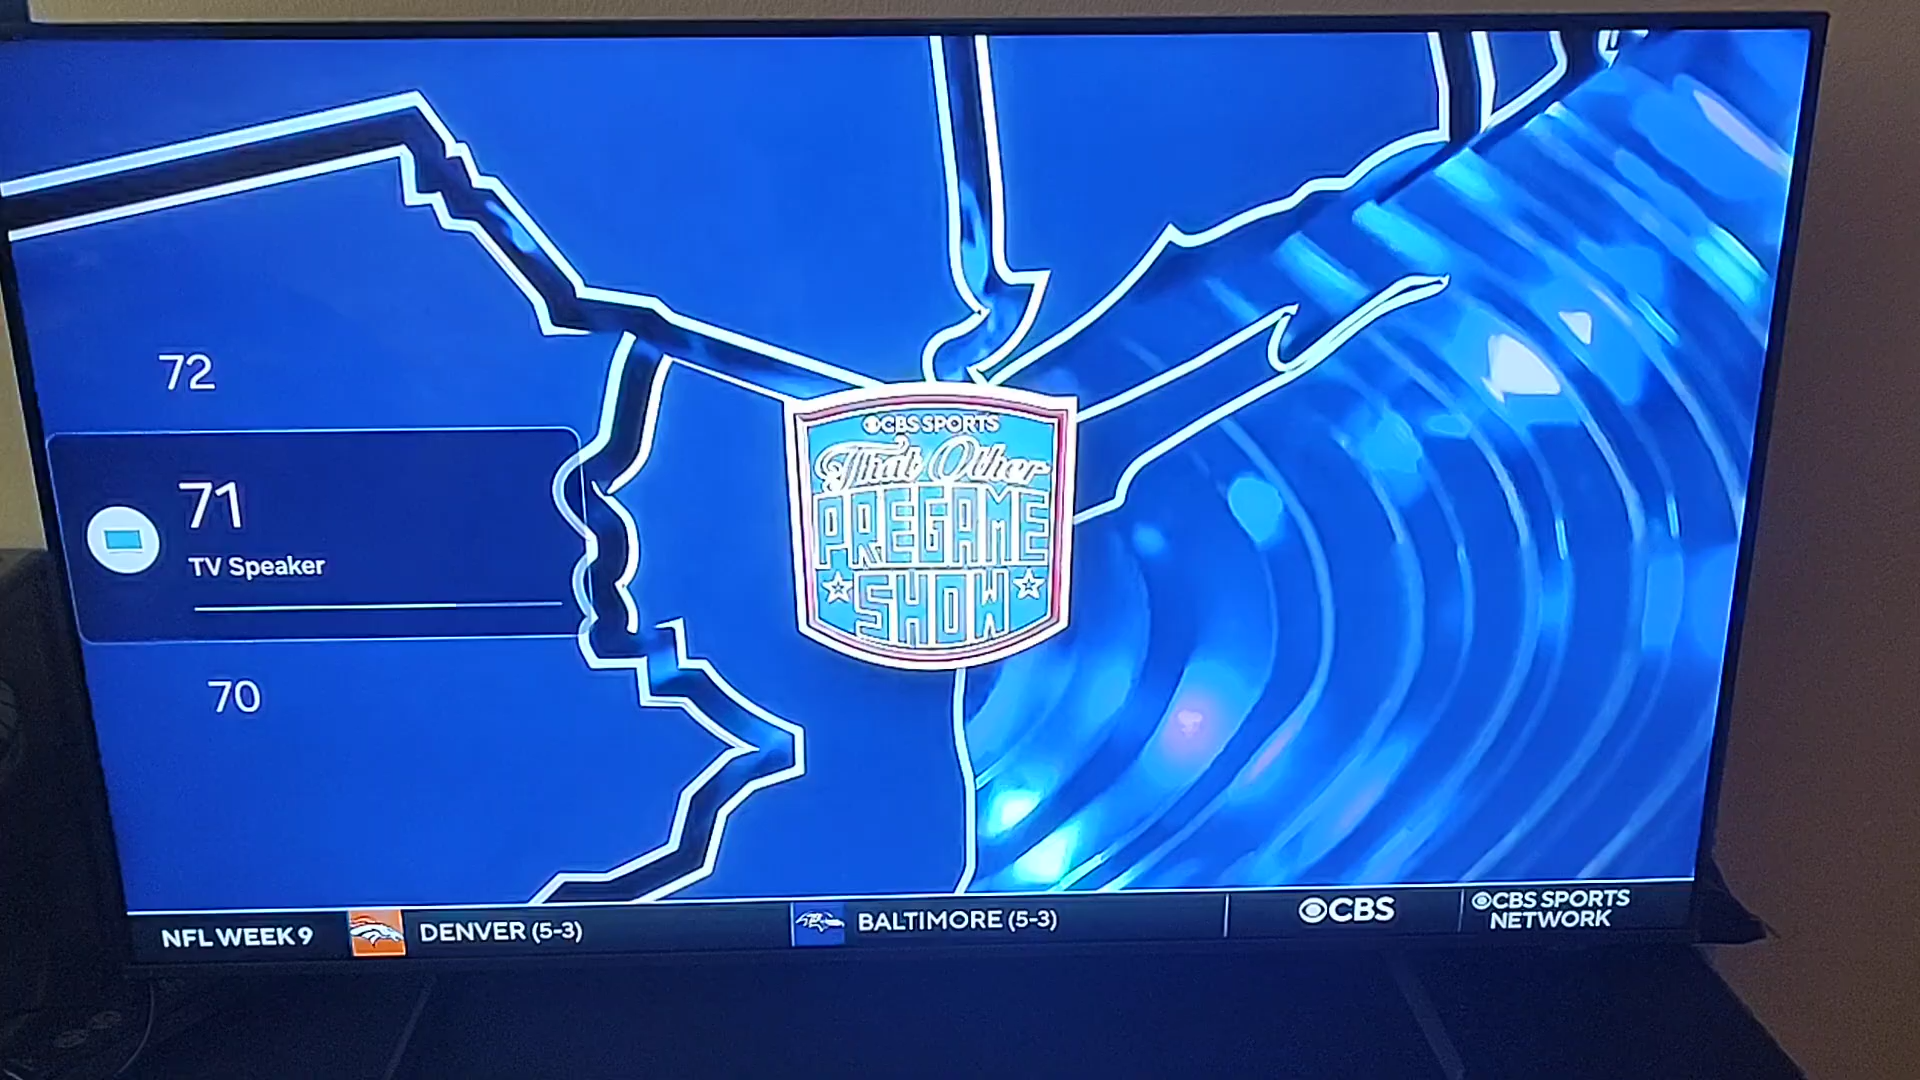 72
71
TV Speaker
70
CBS SPORTS
That Other
PREGAME
SHOW
NFL WEEK 9
DENVER (5-3)
BALTIMORE (5-3)
CBS
CBS SPORTS
NETWORK